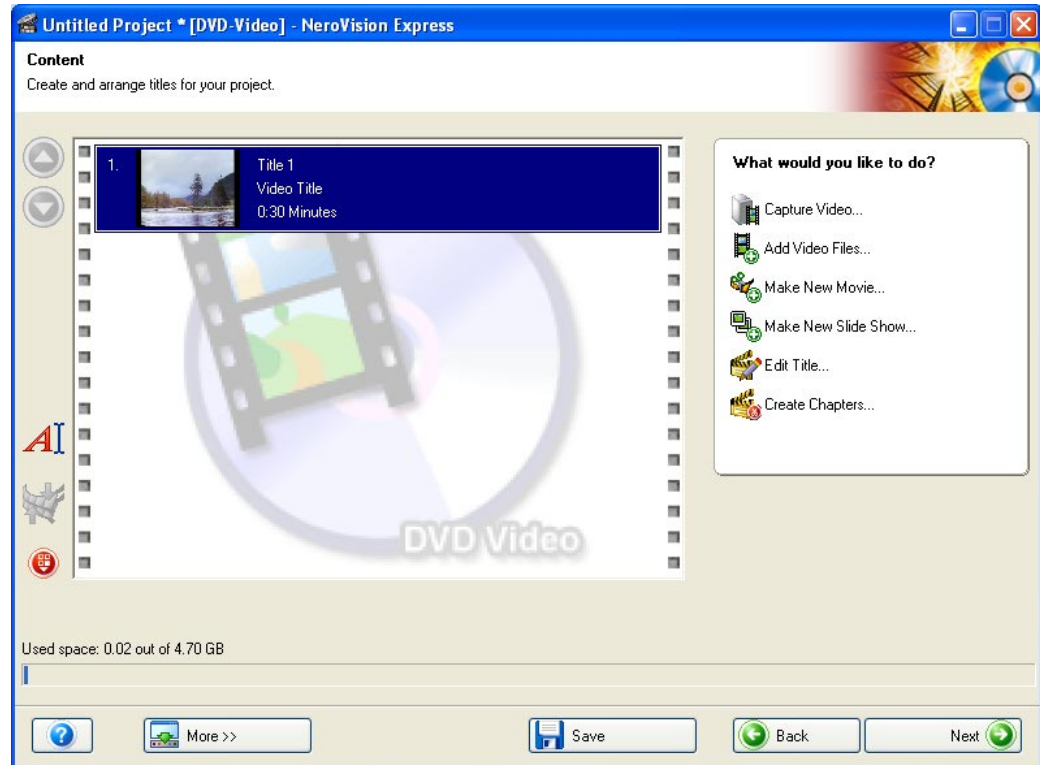 Untitled Project * [DVD-Video] - NeroVision Express
Content
Create and arrange titles for your project.
1.
Title 1
Video Title
0:30 Minutes
DVD Video
What would you like to do?
Capture Video...
Add Video Files...
Make New Movie...
Make New Slide Show...
Edit Title...
Create Chapters...
A
Used space: 0.02 out of 4.70 GB
?
More >>
Save
Back
Next